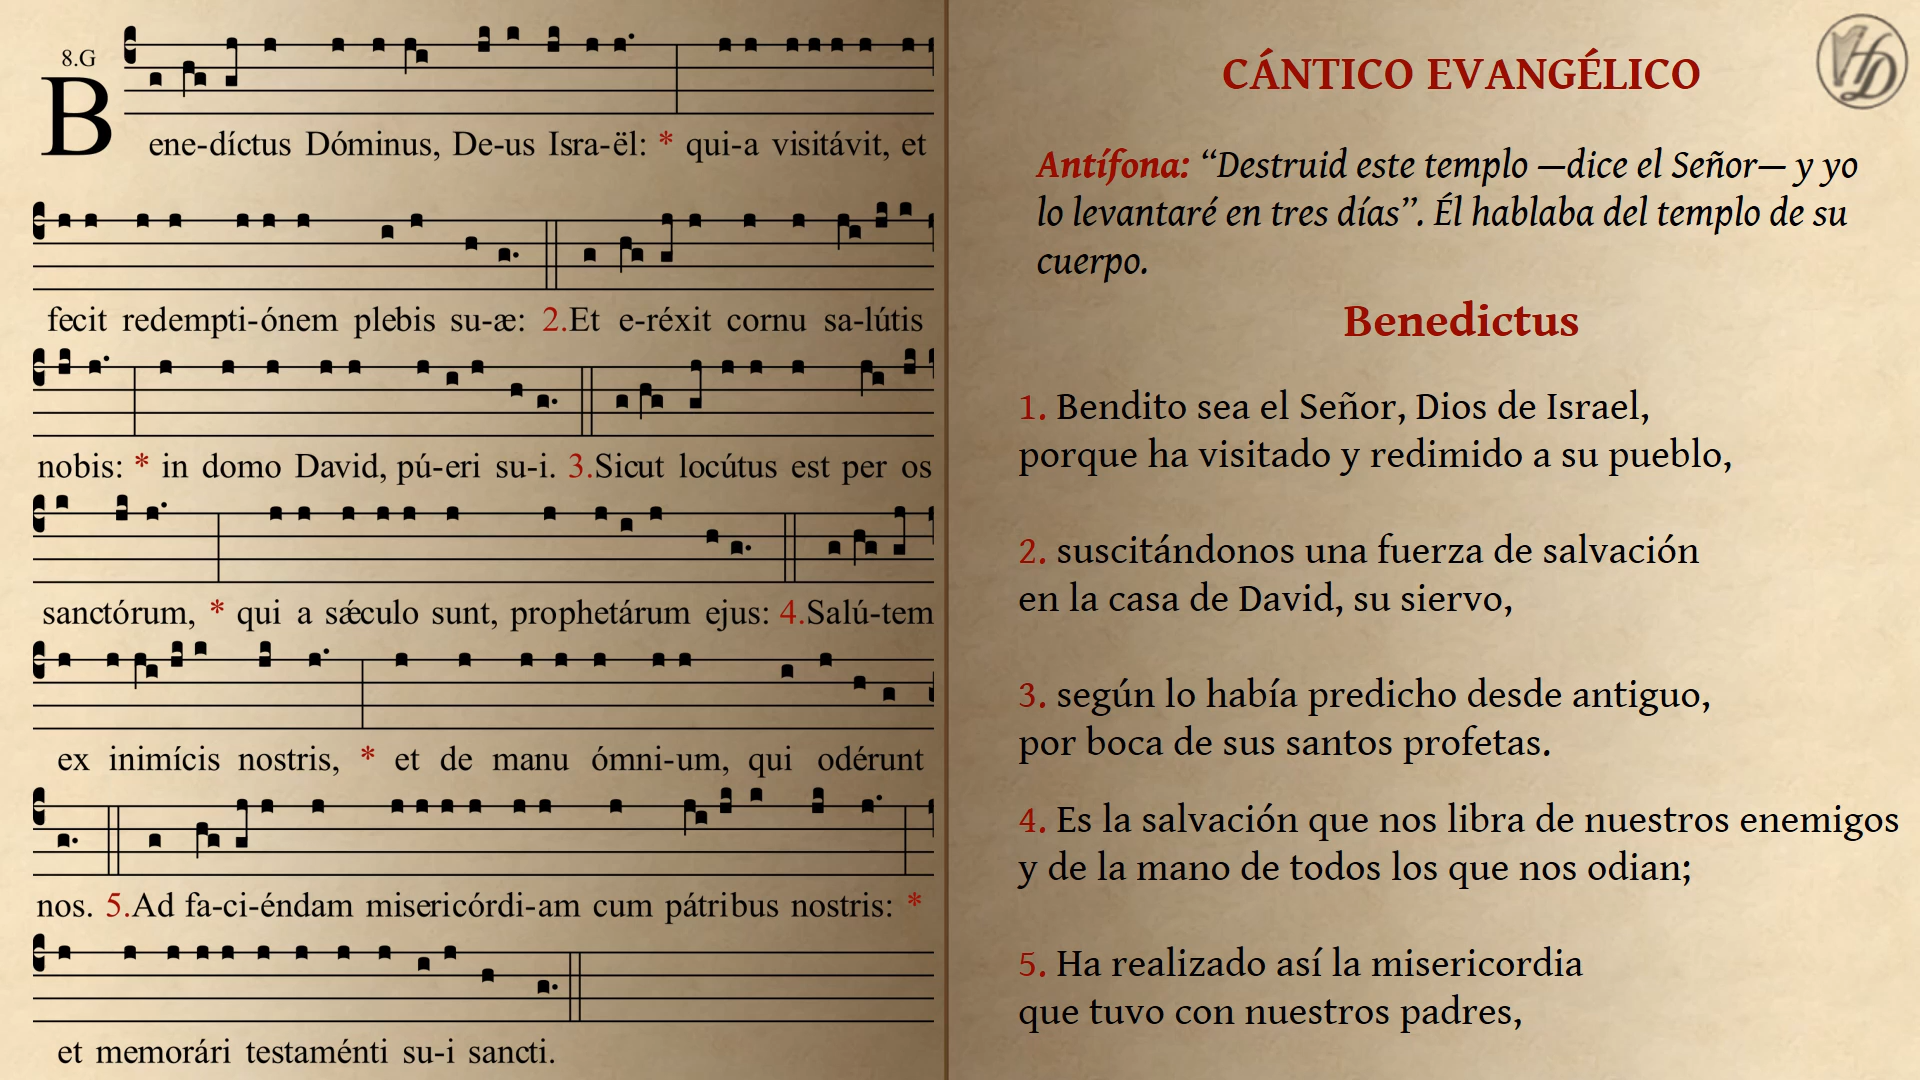 8.G
Benedíctus Dóminus, De-us Isra-ël: * qui-a visitávit, et
fecit redempti-ónem plebis su-æ: 2.Et e-réxit cornu sa-lútis
nobis: * in domo David, pú-eri su-i. 3.Sicut locútus est per os
sanctórum, * qui a sǽculo sunt, prophetárum ejus: 4.Salú-tem
ex inimícis nostris, * et de manu ómni-um, qui odérunt
nos. 5.Ad fa-ci-éndam misericórdi-am cum pátribus nostris: *
et memorári testaménti su-i sancti.
CÁNTICO EVANGÉLICO
Antífona: “Destruid este templo —dice el Señor— y yo
lo levantaré en tres días”. Él hablaba del templo de su
cuerpo.
Benedictus
1. Bendito sea el Señor, Dios de Israel,
porque ha visitado y redimido a su pueblo,
2. suscitándonos una fuerza de salvación
en la casa de David, su siervo,
3. según lo había predicho desde antiguo,
por boca de sus santos profetas.
4. Es la salvación que nos libra de nuestros enemigos
y de la mano de todos los que nos odian;
5. Ha realizado así la misericordia
que tuvo con nuestros padres,
HD